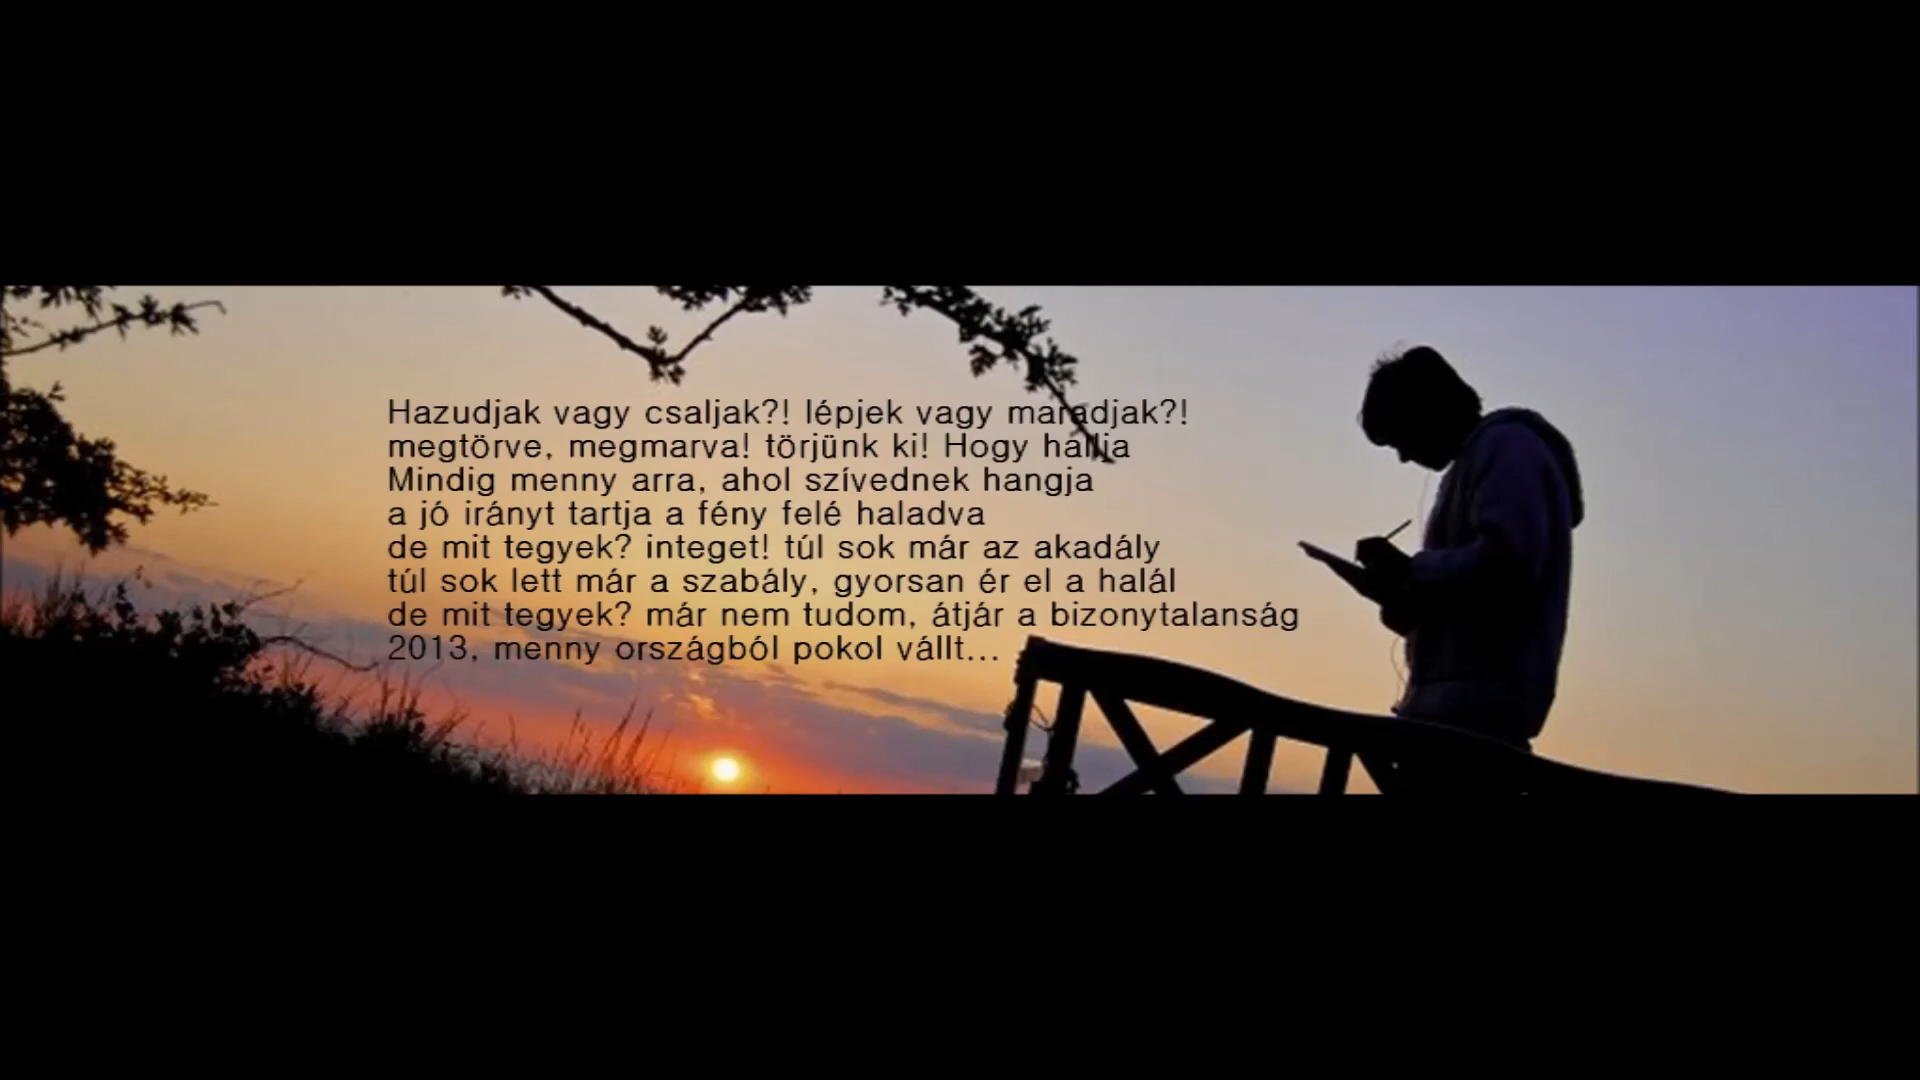 Hazudjak vagy csaljak?! lépjek vagy maradjak?!
megtörve, megmarva! törjünk ki! Hogy hallja
Mindig menny arra, ahol szívednek hangja
a jó irányt tartja a fény felé haladva
de mit tegyek? integet! túl sok már az akadály
túl sok lett már a szabály, gyorsan ér el a halál
de mit tegyek? már nem tudom, átjár a bizonytalanság
2013, menny országból pokol vállt...